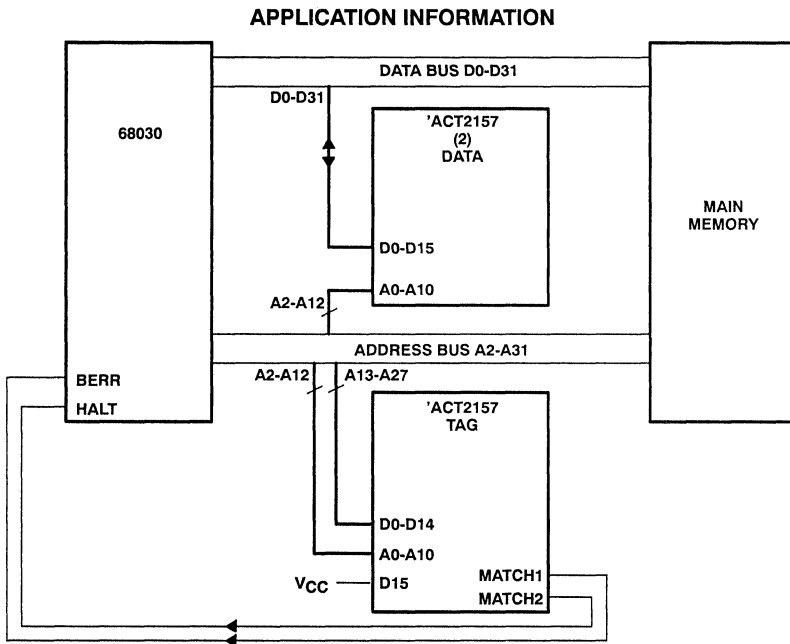 APPLICATION INFORMATION
DATA BUS D0-D31
D0-D31
68030
'ACT2157
(2)
DATA
MAIN
MEMORY
D0-D15
A0-A10
A2-A12
ADDRESS BUS A2-A31
BERR
HALT
A2-A12
A13-A27
'ACT2157
TAG
D0-D14
A0-A10
VCC
D15
MATCH1
MATCH2